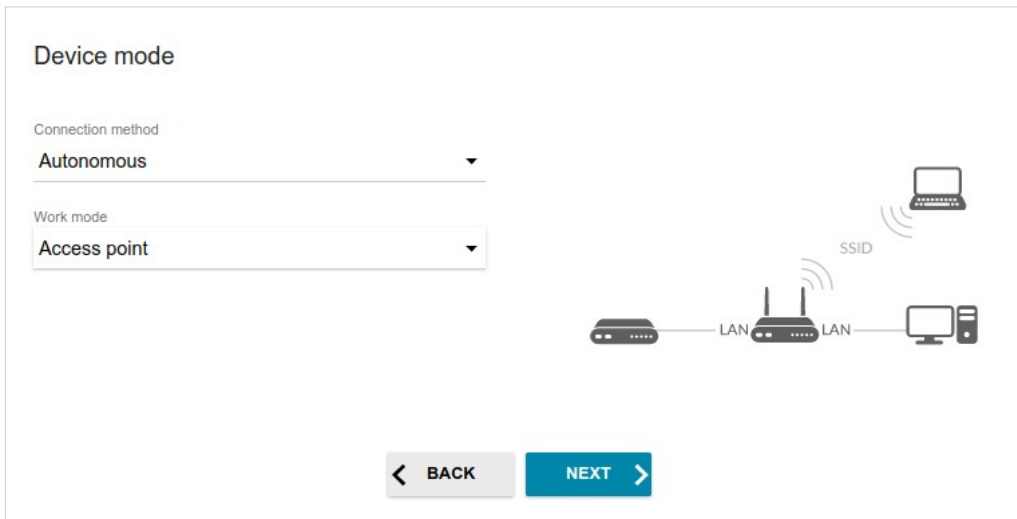 Device mode
Connection method
Autonomous
Work mode
Access point
SSID
LAN
LAN
BACK
NEXT